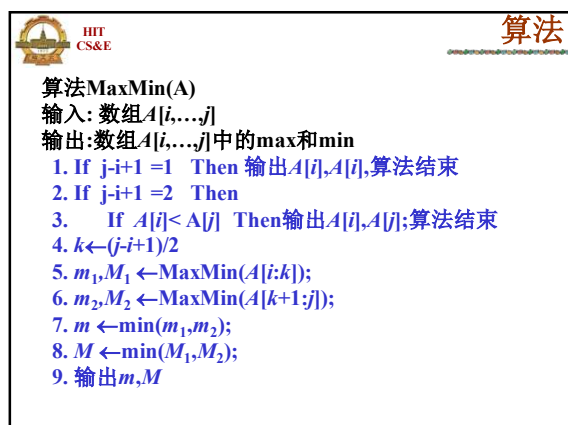 HIT
CS&E
算法
算法MaxMin(A)
输入: 数组A[i,…,j]
输出:数组A[i,…,j]中的max和min
1. If j-i+1 =1 Then 输出A[i],A[i],算法结束
2. If j-i+1 =2 Then
3. If A[i]< A[j] Then输出A[i],A[j];算法结束
4. k←(j-i+1)/2
5. m₁,M₁ ←MaxMin(A[i:k]);
6. m₂,M₂ ←MaxMin(A[k+1:j]);
7. m ←min(m₁,m₂);
8. M ←min(M₁,M₂);
9. 输出m,M